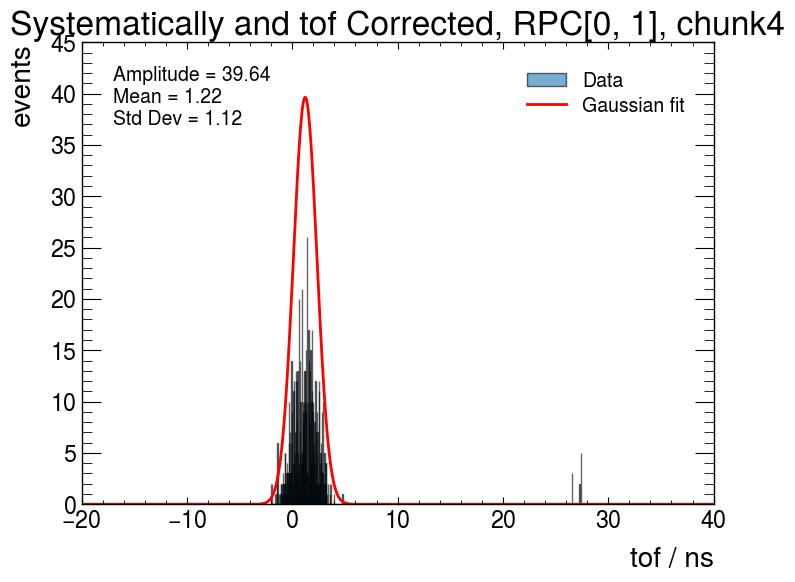 Systematically and tof Corrected, RPC[0, 1], chunk4
events
45
40
35
30
25
20
15
10
5
0
Amplitude = 39.64
Mean = 1.22
Std Dev = 1.12
Data
Gaussian fit
−20
−10
0
10
20
30
40
tof / ns